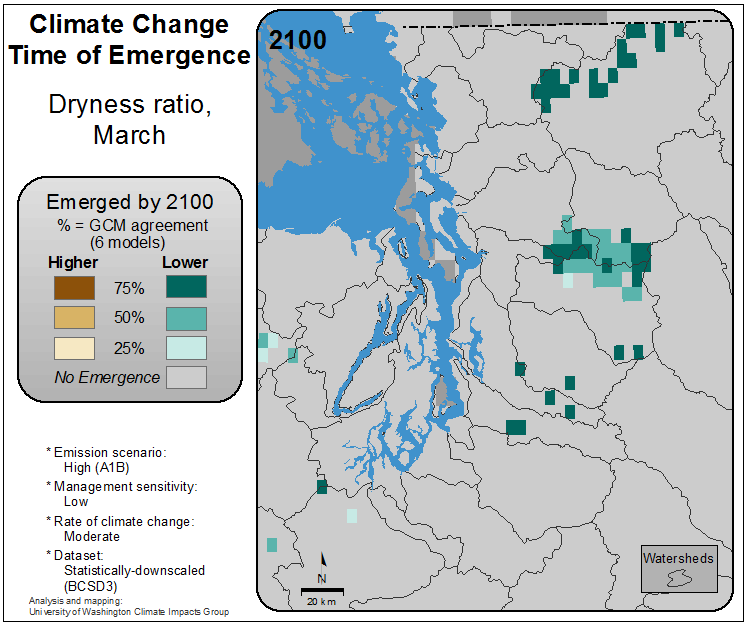 Climate Change
Time of Emergence
Dryness ratio,
March
Emerged by 2100
% = GCM agreement
(6 models)
Higher Lower
75%
50%
25%
No Emergence
* Emission scenario:
High (A1B)
* Management sensitivity:
Low
* Rate of climate change:
Moderate
* Dataset:
Statistically-downscaled
(BCSD3)
Analysis and mapping:
University of Washington Climate Impacts Group
2100
N
20 km
Watersheds